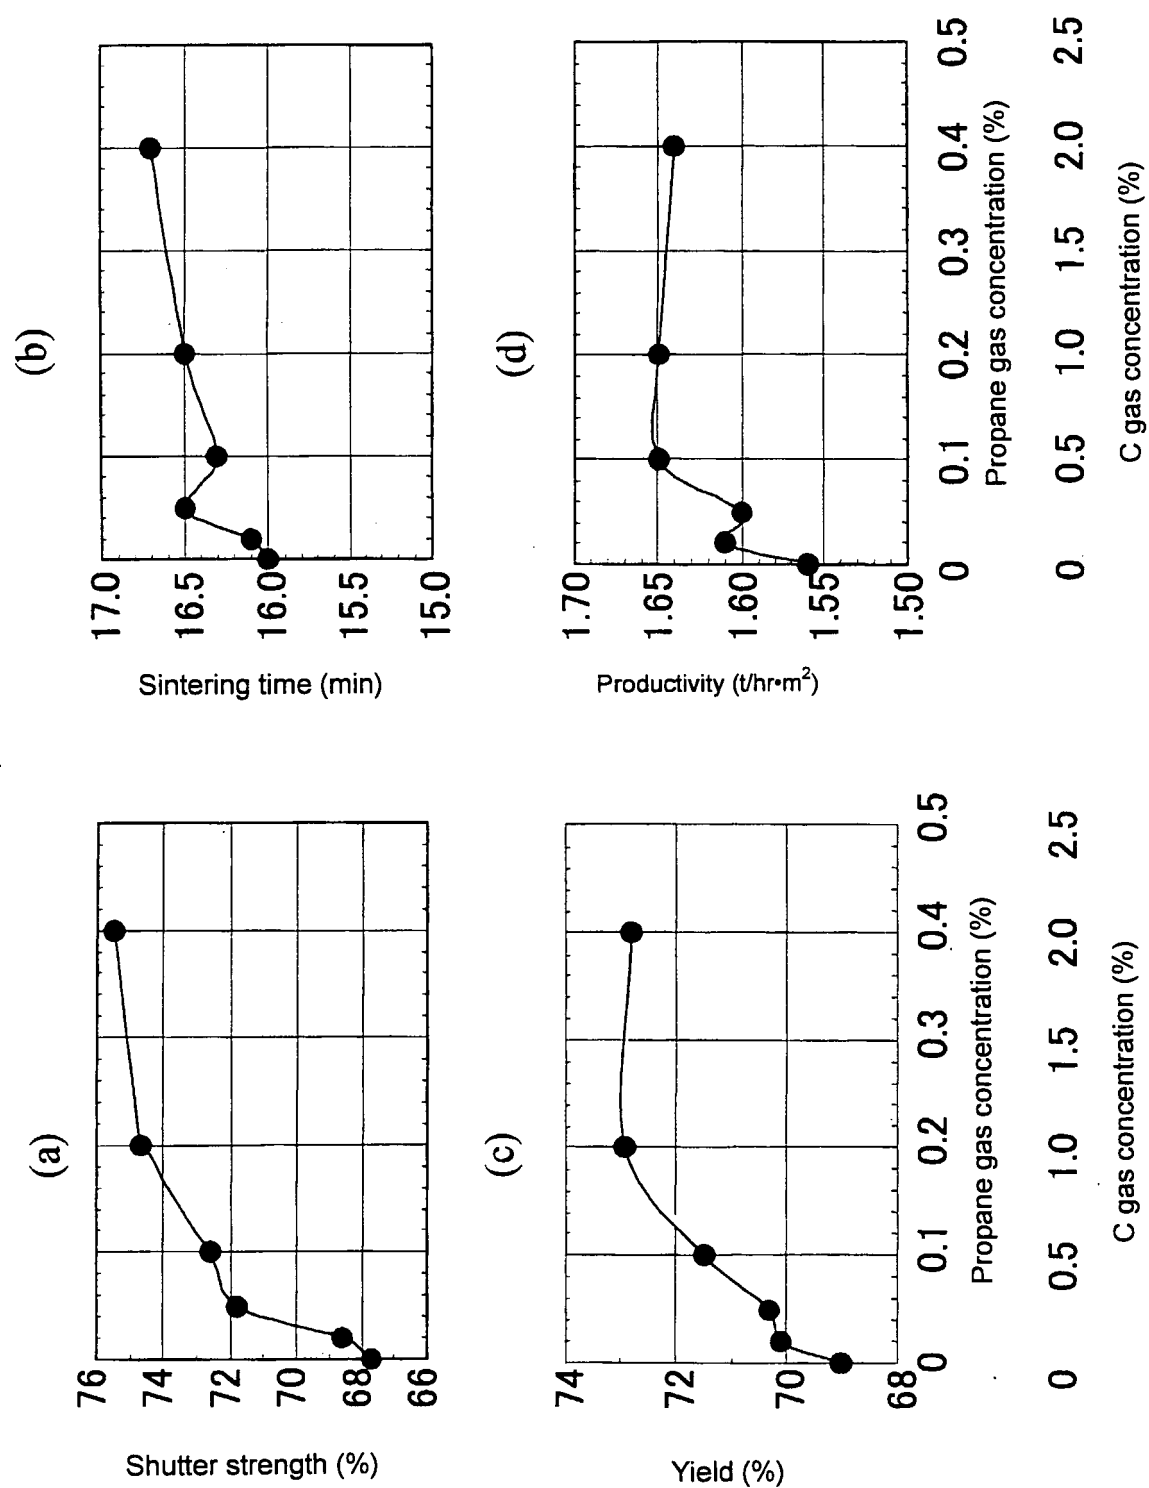 (a)
76
74
72
70
68
66
Shutter strength (%)
(b)
17.0
16.5
16.0
15.5
15.0
Sintering time (min)
(c)
74
72
70
68
Yield (%)
0 0.1 0.2 0.3 0.4 0.5
Propane gas concentration (%)
0 0.5 1.0 1.5 2.0 2.5
C gas concentration (%)
(d)
1.70
1.65
1.60
1.55
1.50
Productivity (t/hr•m²)
0 0.1 0.2 0.3 0.4 0.5
Propane gas concentration (%)
0 0.5 1.0 1.5 2.0 2.5
C gas concentration (%)